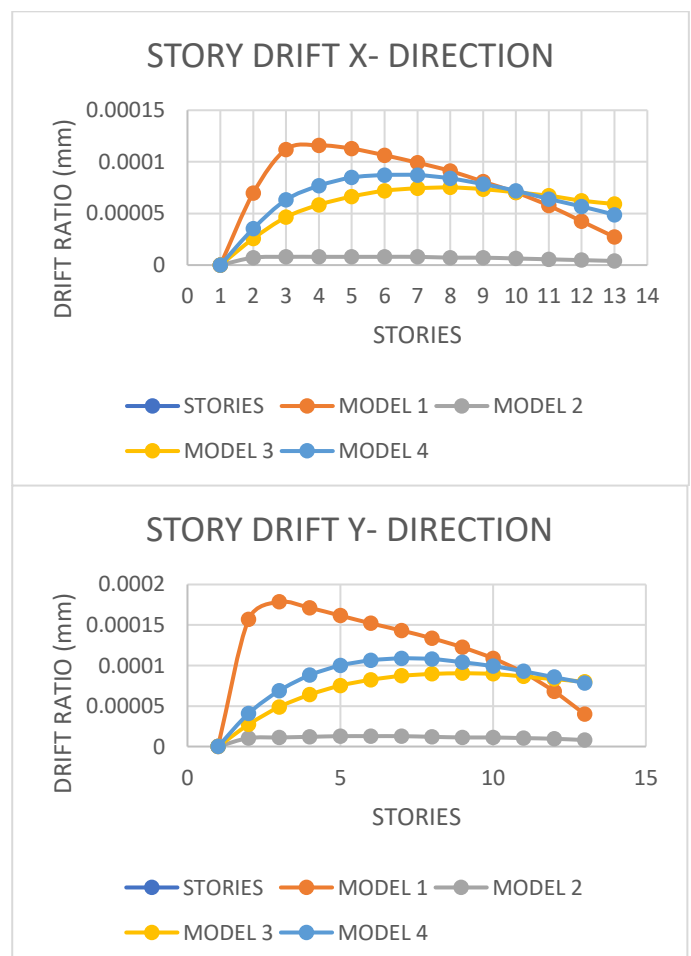 STORY DRIFT X- DIRECTION
0.00015
0.0001
0.00005
0
DRIFT RATIO (mm)
0 1 2 3 4 5 6 7 8 9 10 11 12 13 14
STORIES
STORIES MODEL 1 MODEL 2
MODEL 3 MODEL 4
STORY DRIFT Y- DIRECTION
0.0002
0.00015
0.0001
0.00005
0
DRIFT RATIO (mm)
0 5 10 15
STORIES
STORIES MODEL 1 MODEL 2
MODEL 3 MODEL 4